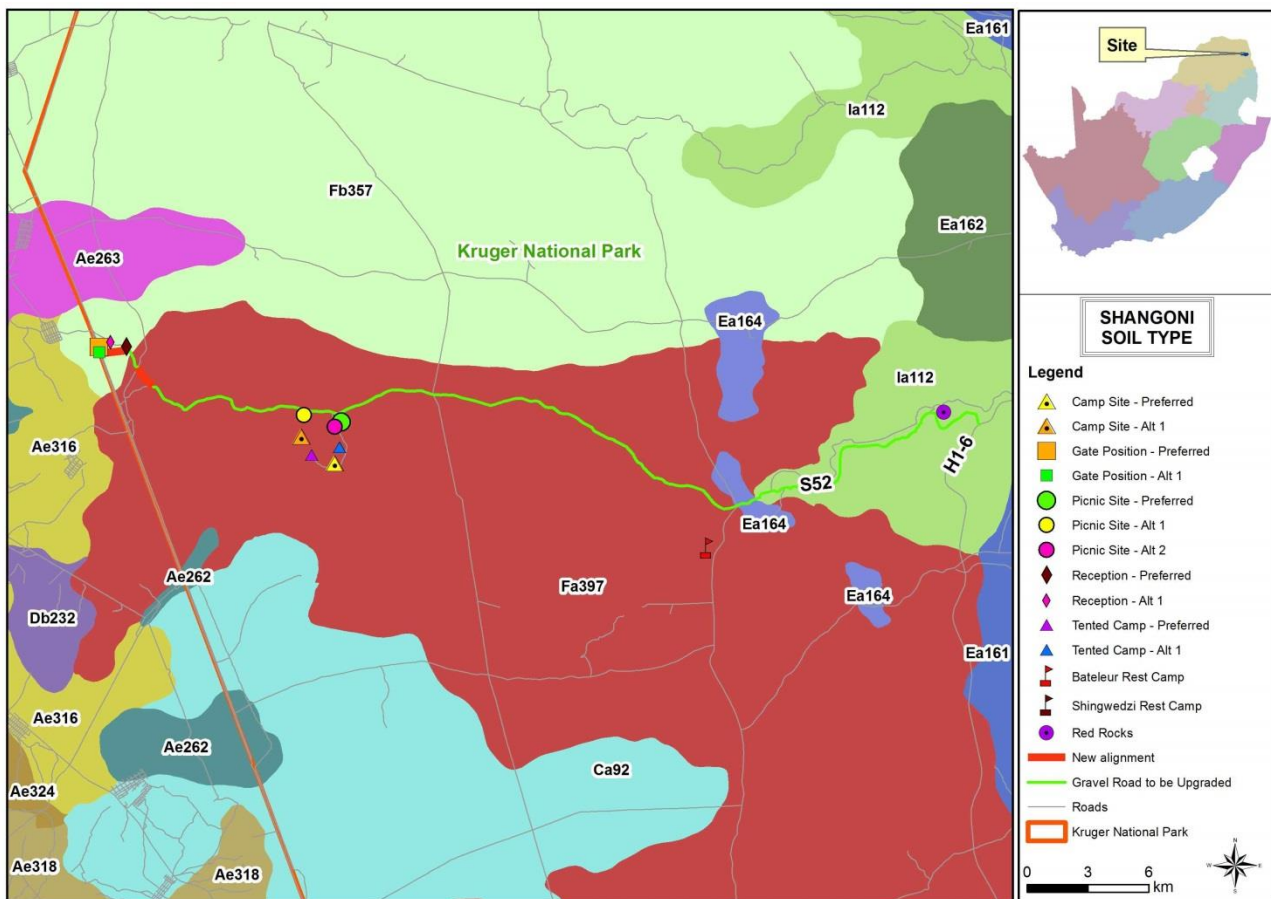 Ea161
Ia112
Fb357
Ea162
Kruger National Park
Ae263
Ea164
Ia112
Ae316
H1-6
S52
Ea164
Ae262
Fa397
Ea164
Db232
Ea161
Ae316
Ae262
Ca92
Ae324
Ae318
Ae318
Site
SHANGONI
SOIL TYPE
Legend
Camp Site - Preferred
Camp Site - Alt 1
Gate Position - Preferred
Gate Position - Alt 1
Picnic Site - Preferred
Picnic Site - Alt 1
Picnic Site - Alt 2
Reception - Preferred
Reception - Alt 1
Tented Camp - Preferred
Tented Camp - Alt 1
Bateleur Rest Camp
Shingwedzi Rest Camp
Red Rocks
New alignment
Gravel Road to be Upgraded
Roads
Kruger National Park
N
W E
S
0 3 6
km